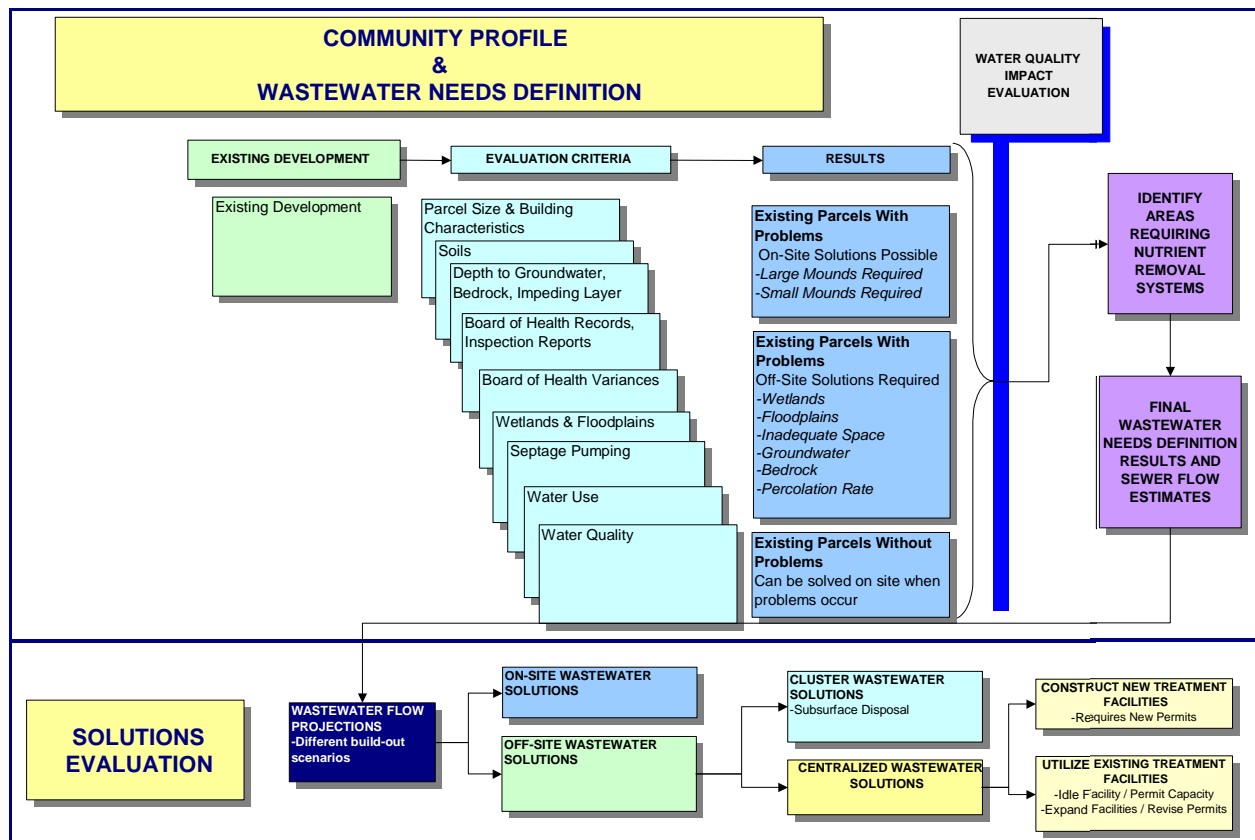 COMMUNITY PROFILE
&
WASTEWATER NEEDS DEFINITION
WATER QUALITY
IMPACT
EVALUATION
EXISTING DEVELOPMENT
EVALUATION CRITERIA
RESULTS
Existing Development
Parcel Size & Building
Characteristics
Soils
Depth to Groundwater,
Bedrock, Impeding Layer
Board of Health Records,
Inspection Reports
Board of Health Variances
Wetlands & Floodplains
Septage Pumping
Water Use
Water Quality
Existing Parcels With
Problems
On-Site Solutions Possible
-Large Mounds Required
-Small Mounds Required
Existing Parcels With
Problems
Off-Site Solutions Required
-Wetlands
-Floodplains
-Inadequate Space
-Groundwater
-Bedrock
-Percolation Rate
Existing Parcels Without
Problems
Can be solved on site when
problems occur
IDENTIFY
AREAS
REQUIRING
NUTRIENT
REMOVAL
SYSTEMS
FINAL
WASTEWATER
NEEDS DEFINITION
RESULTS AND
SEWER FLOW
ESTIMATES
SOLUTIONS
EVALUATION
WASTEWATER FLOW
PROJECTIONS
-Different build-out
scenarios
ON-SITE WASTEWATER
SOLUTIONS
OFF-SITE WASTEWATER
SOLUTIONS
CLUSTER WASTEWATER
SOLUTIONS
-Subsurface Disposal
CENTRALIZED WASTEWATER
SOLUTIONS
CONSTRUCT NEW TREATMENT
FACILITIES
-Requires New Permits
UTILIZE EXISTING TREATMENT
FACILITIES
-Idle Facility / Permit Capacity
-Expand Facilities / Revise Permits